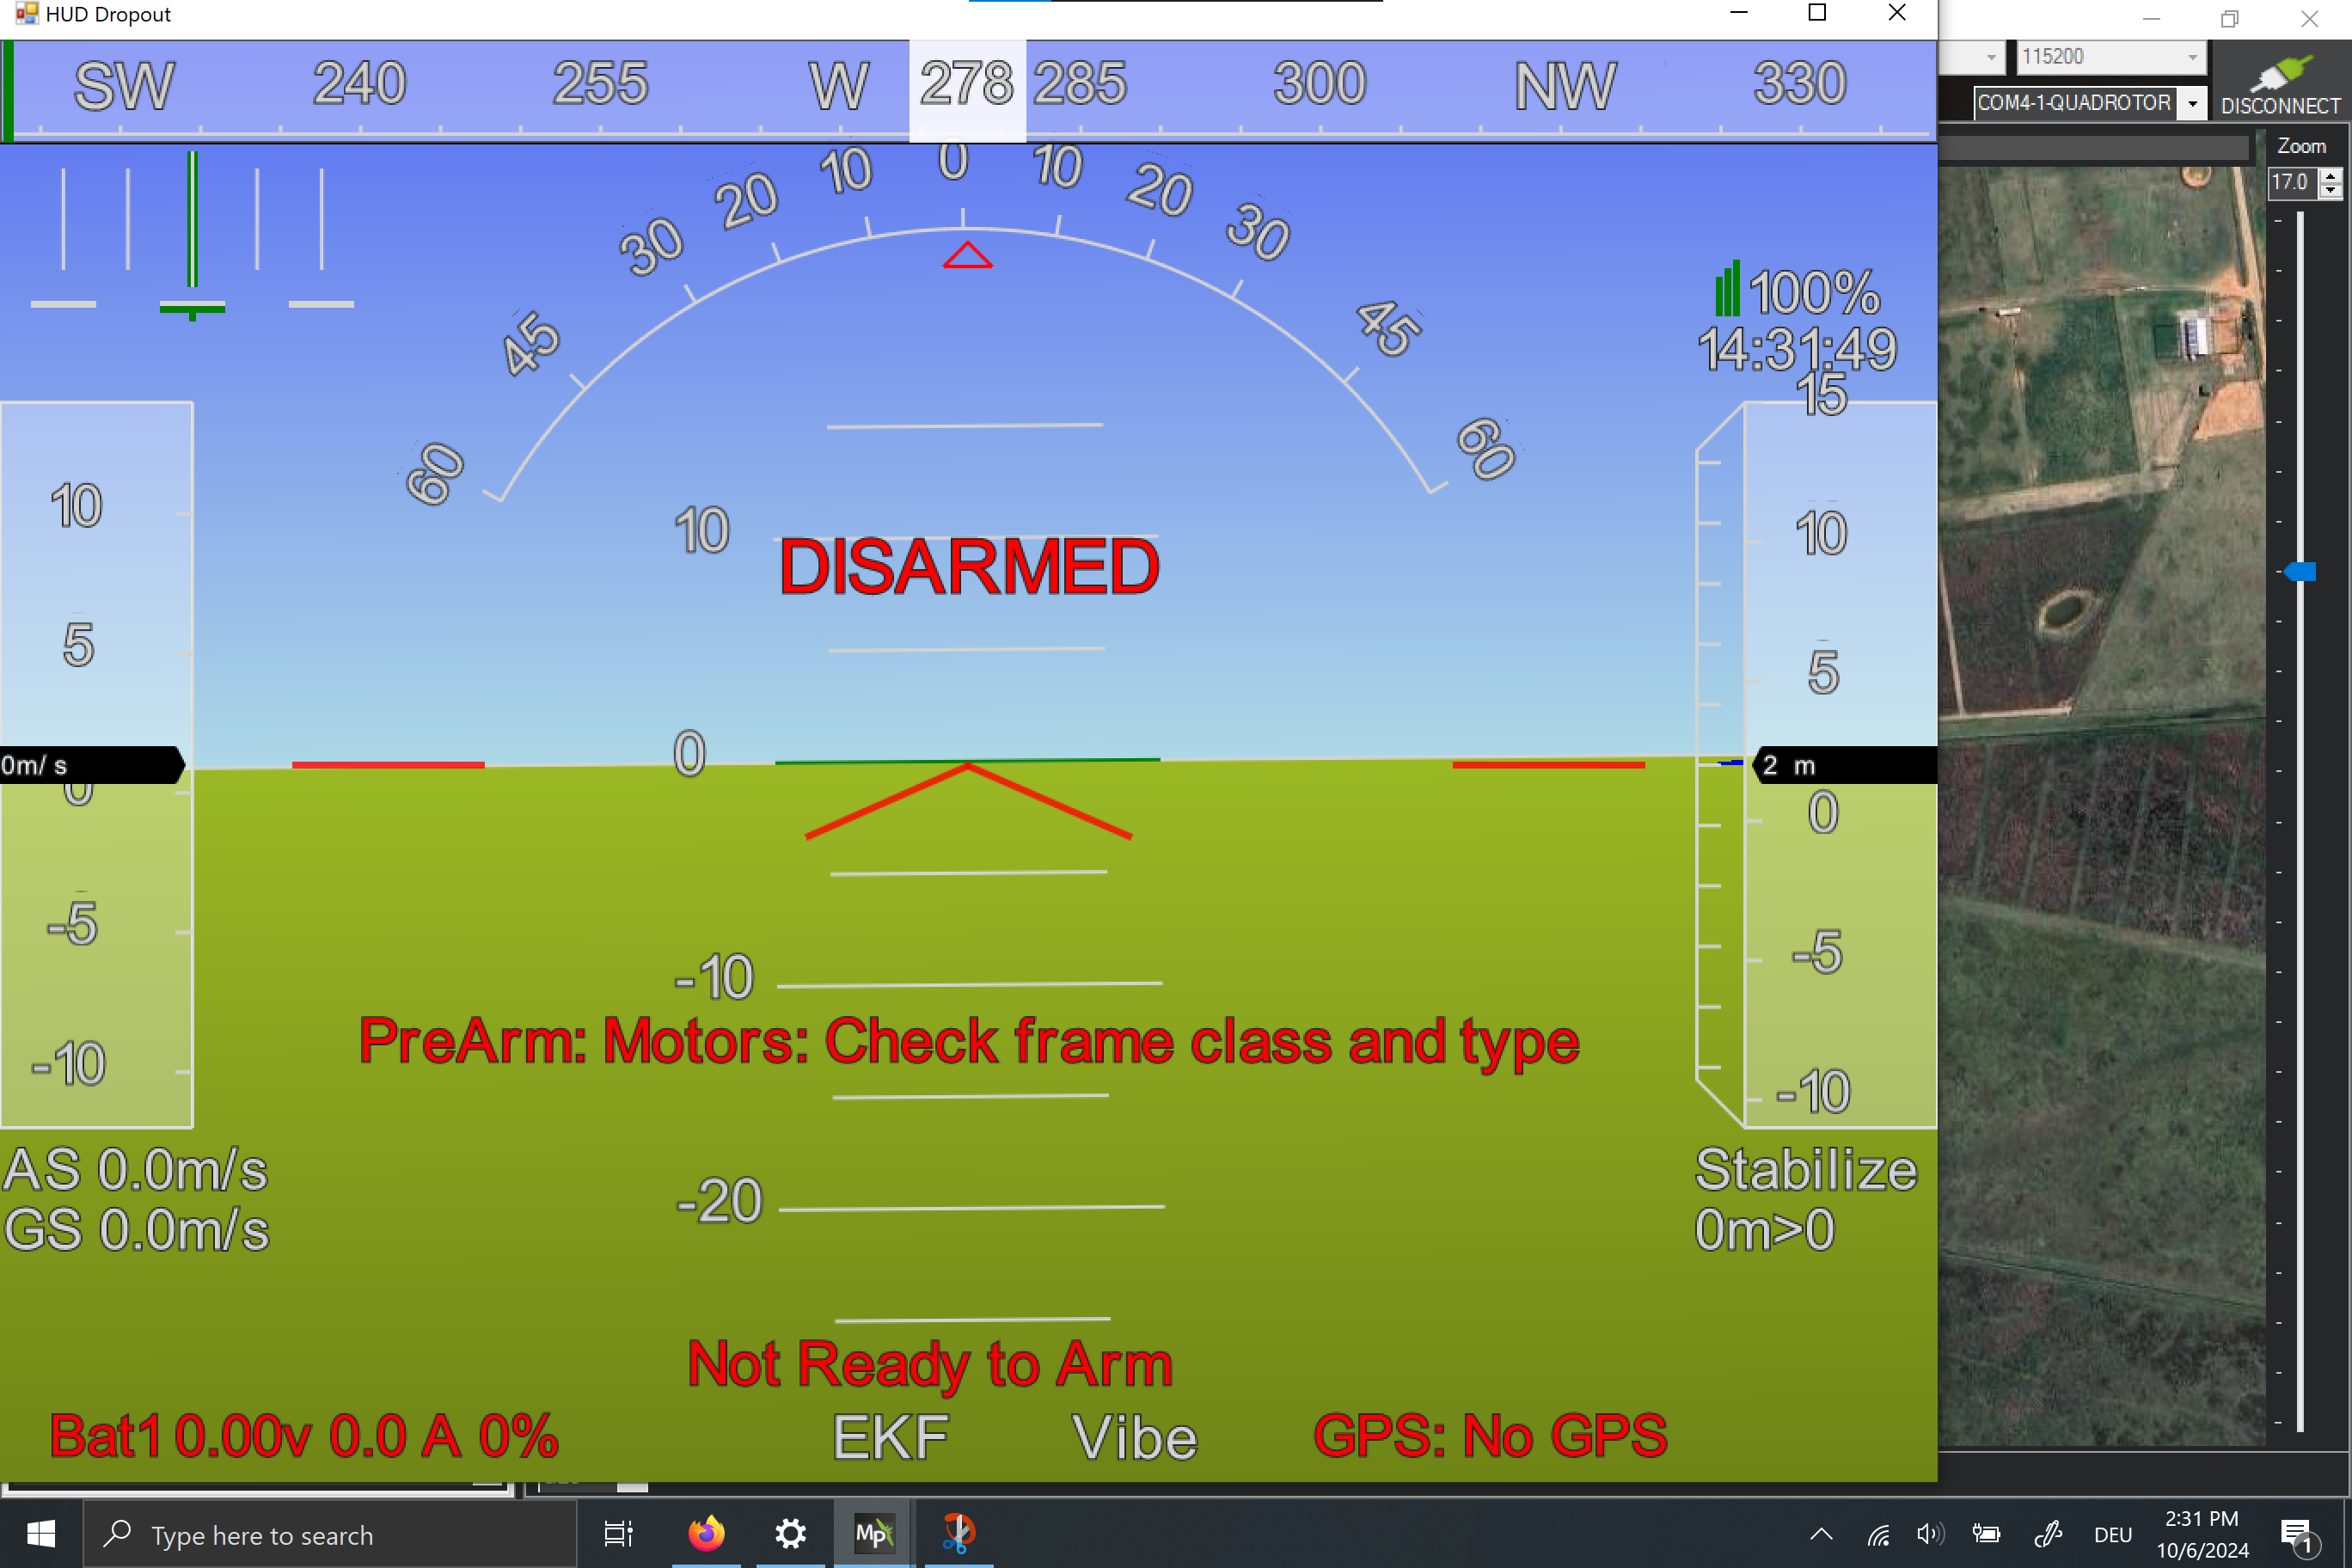 HUD Dropout
115200
COM4-1-QUADROTOR
DISCONNECT
SW 240 255 W 278 285 300 NW 330
Zoom
17.0
60 45 30 20 10 0 10 20 30 45 60
100%
14:31:49
15
10
5
0
-5
-10
10
5
0
-5
-10
10
DISARMED
0
0m/ s
2 m
-10
PreArm: Motors: Check frame class and type
-20
AS 0.0m/s
GS 0.0m/s
Stabilize
0m>0
Not Ready to Arm
Bat1 0.00v 0.0 A 0% EKF Vibe GPS: No GPS
Type here to search
Mp
DEU
2:31 PM
10/6/2024
1